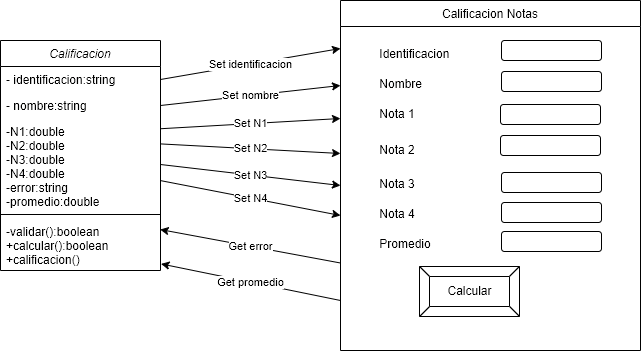 Calificacion
- identificacion:string
- nombre:string
-N1:double
-N2:double
-N3:double
-N4:double
-error:string
-promedio:double
-validar():boolean
+calcular():boolean
+calificacion()
Set identificacion
Set nombre
Set N1
Set N2
Set N3
Set N4
Get error
Get promedio
Calificacion Notas
Identificacion
Nombre
Nota 1
Nota 2
Nota 3
Nota 4
Promedio
Calcular